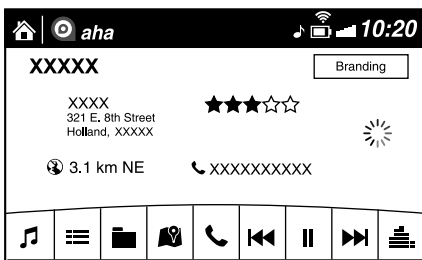 aha
10:20
XXXXX
Branding
XXXX
321 E. 8th Street
Holland, XXXXX
3.1 km NE
XXXXXXXXXX